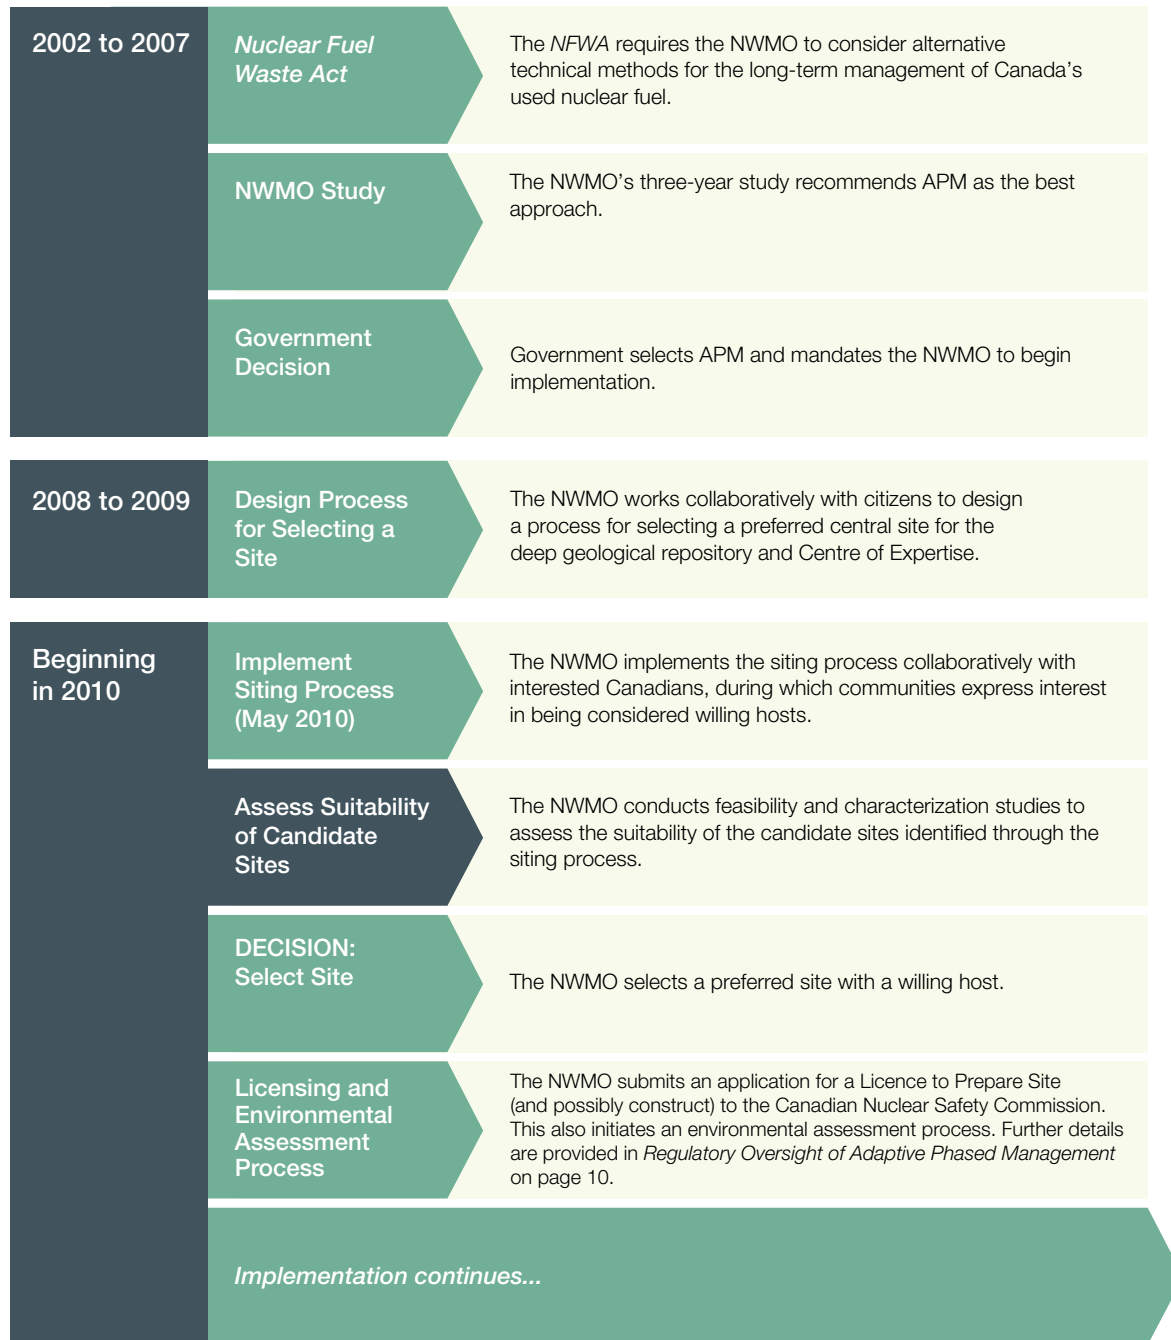 2002 to 2007
Nuclear Fuel
Waste Act
The NFWA requires the NWMO to consider alternative
technical methods for the long-term management of Canada's
used nuclear fuel.
NWMO Study
The NWMO's three-year study recommends APM as the best
approach.
Government
Decision
Government selects APM and mandates the NWMO to begin
implementation.
2008 to 2009
Design Process
for Selecting a
Site
The NWMO works collaboratively with citizens to design
a process for selecting a preferred central site for the
deep geological repository and Centre of Expertise.
Beginning
in 2010
Implement
Siting Process
(May 2010)
The NWMO implements the siting process collaboratively with
interested Canadians, during which communities express interest
in being considered willing hosts.
Assess Suitability
of Candidate
Sites
The NWMO conducts feasibility and characterization studies to
assess the suitability of the candidate sites identified through the
siting process.
DECISION:
Select Site
The NWMO selects a preferred site with a willing host.
Licensing and
Environmental
Assessment
Process
The NWMO submits an application for a Licence to Prepare Site
(and possibly construct) to the Canadian Nuclear Safety Commission.
This also initiates an environmental assessment process. Further details
are provided in Regulatory Oversight of Adaptive Phased Management
on page 10.
Implementation continues...